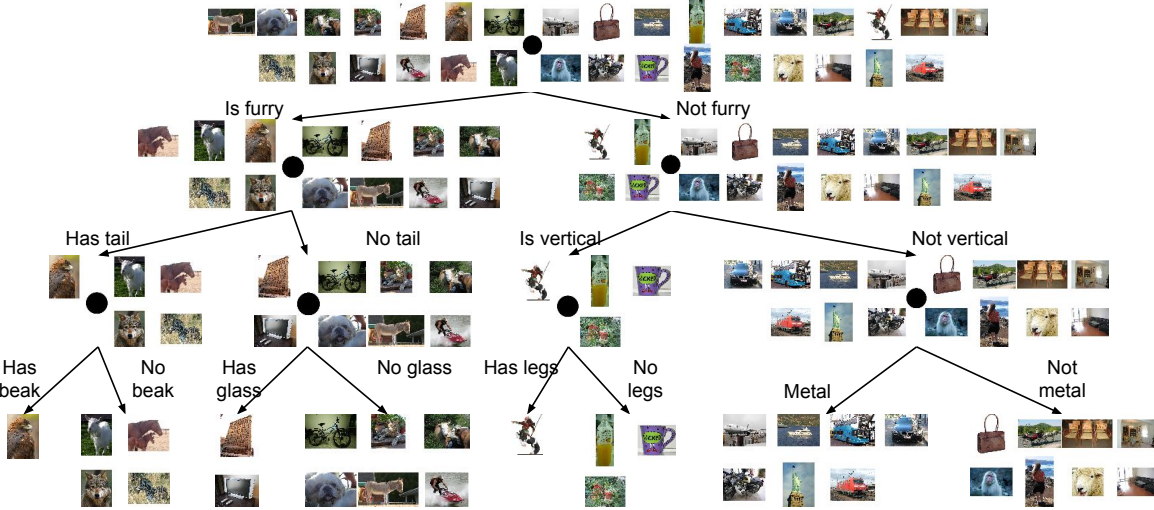 Is furry
Not furry
Has tail
No tail
Is vertical
Not vertical
Has
beak
No
beak
Has
glass
No glass
Has legs
No
legs
Metal
Not
metal